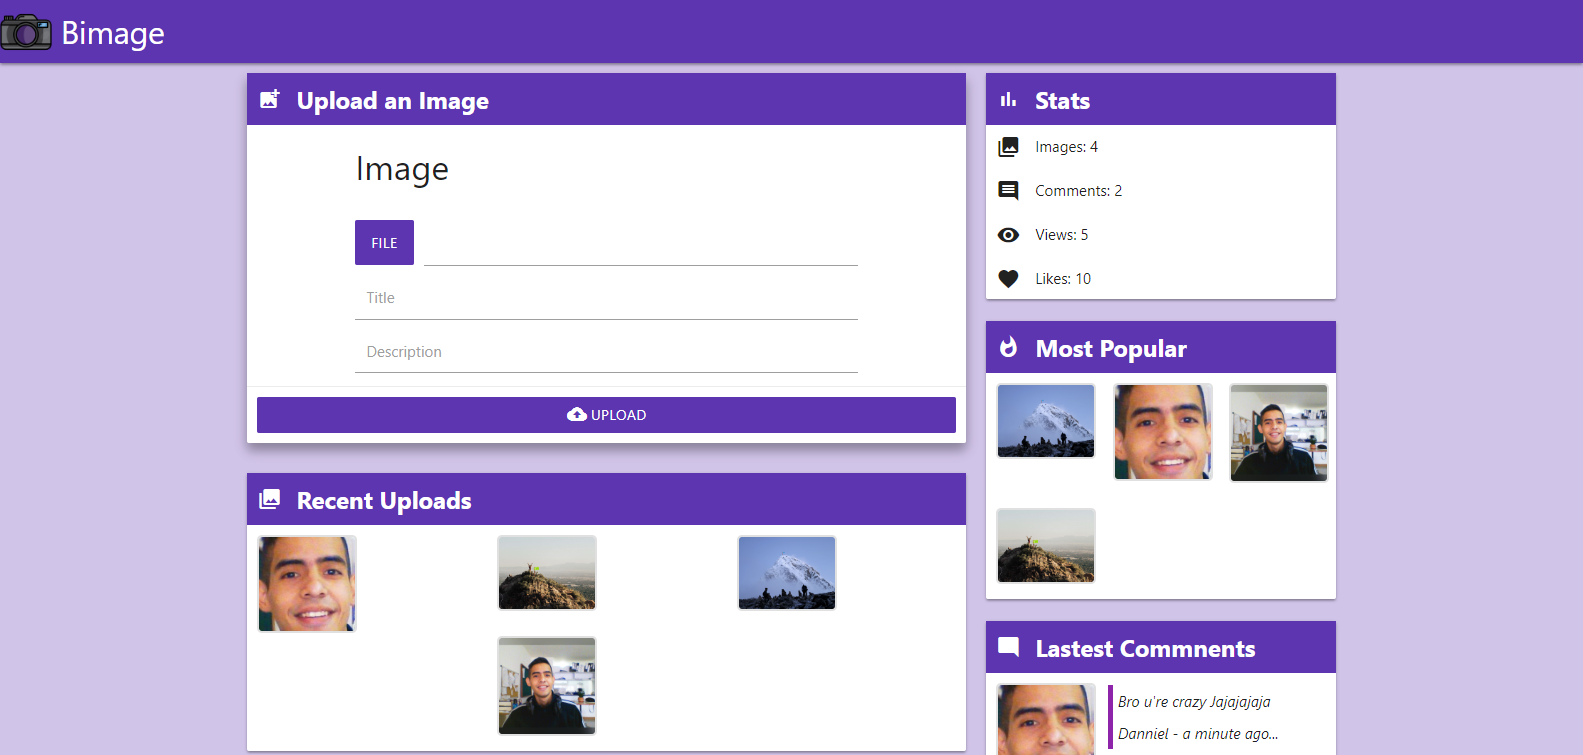 Bimage
Upload an Image
Image
FILE
Title
Description
UPLOAD
Recent Uploads
Stats
Images: 4
Comments: 2
Views: 5
Likes: 10
Most Popular
Lastest Commnents
Bro u're crazy Jajajajaja
Danniel - a minute ago...